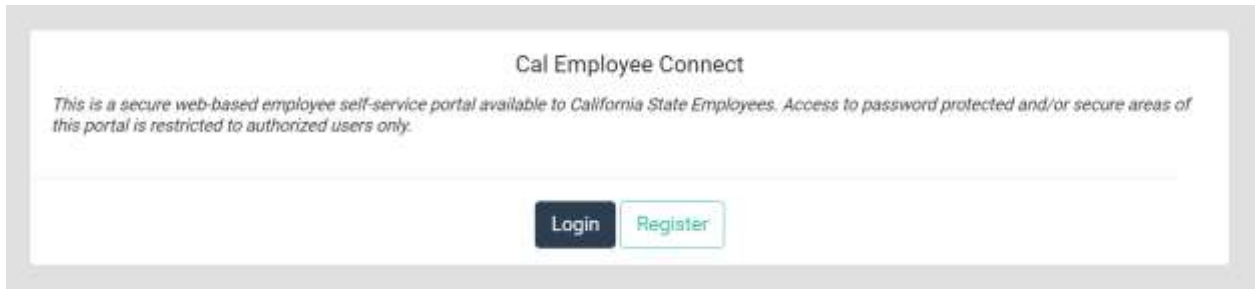 Cal Employee Connect
This is a secure web-based employee self-service portal available to California State Employees. Access to password protected and/or secure areas of
this portal is restricted to authorized users only.
Login Register